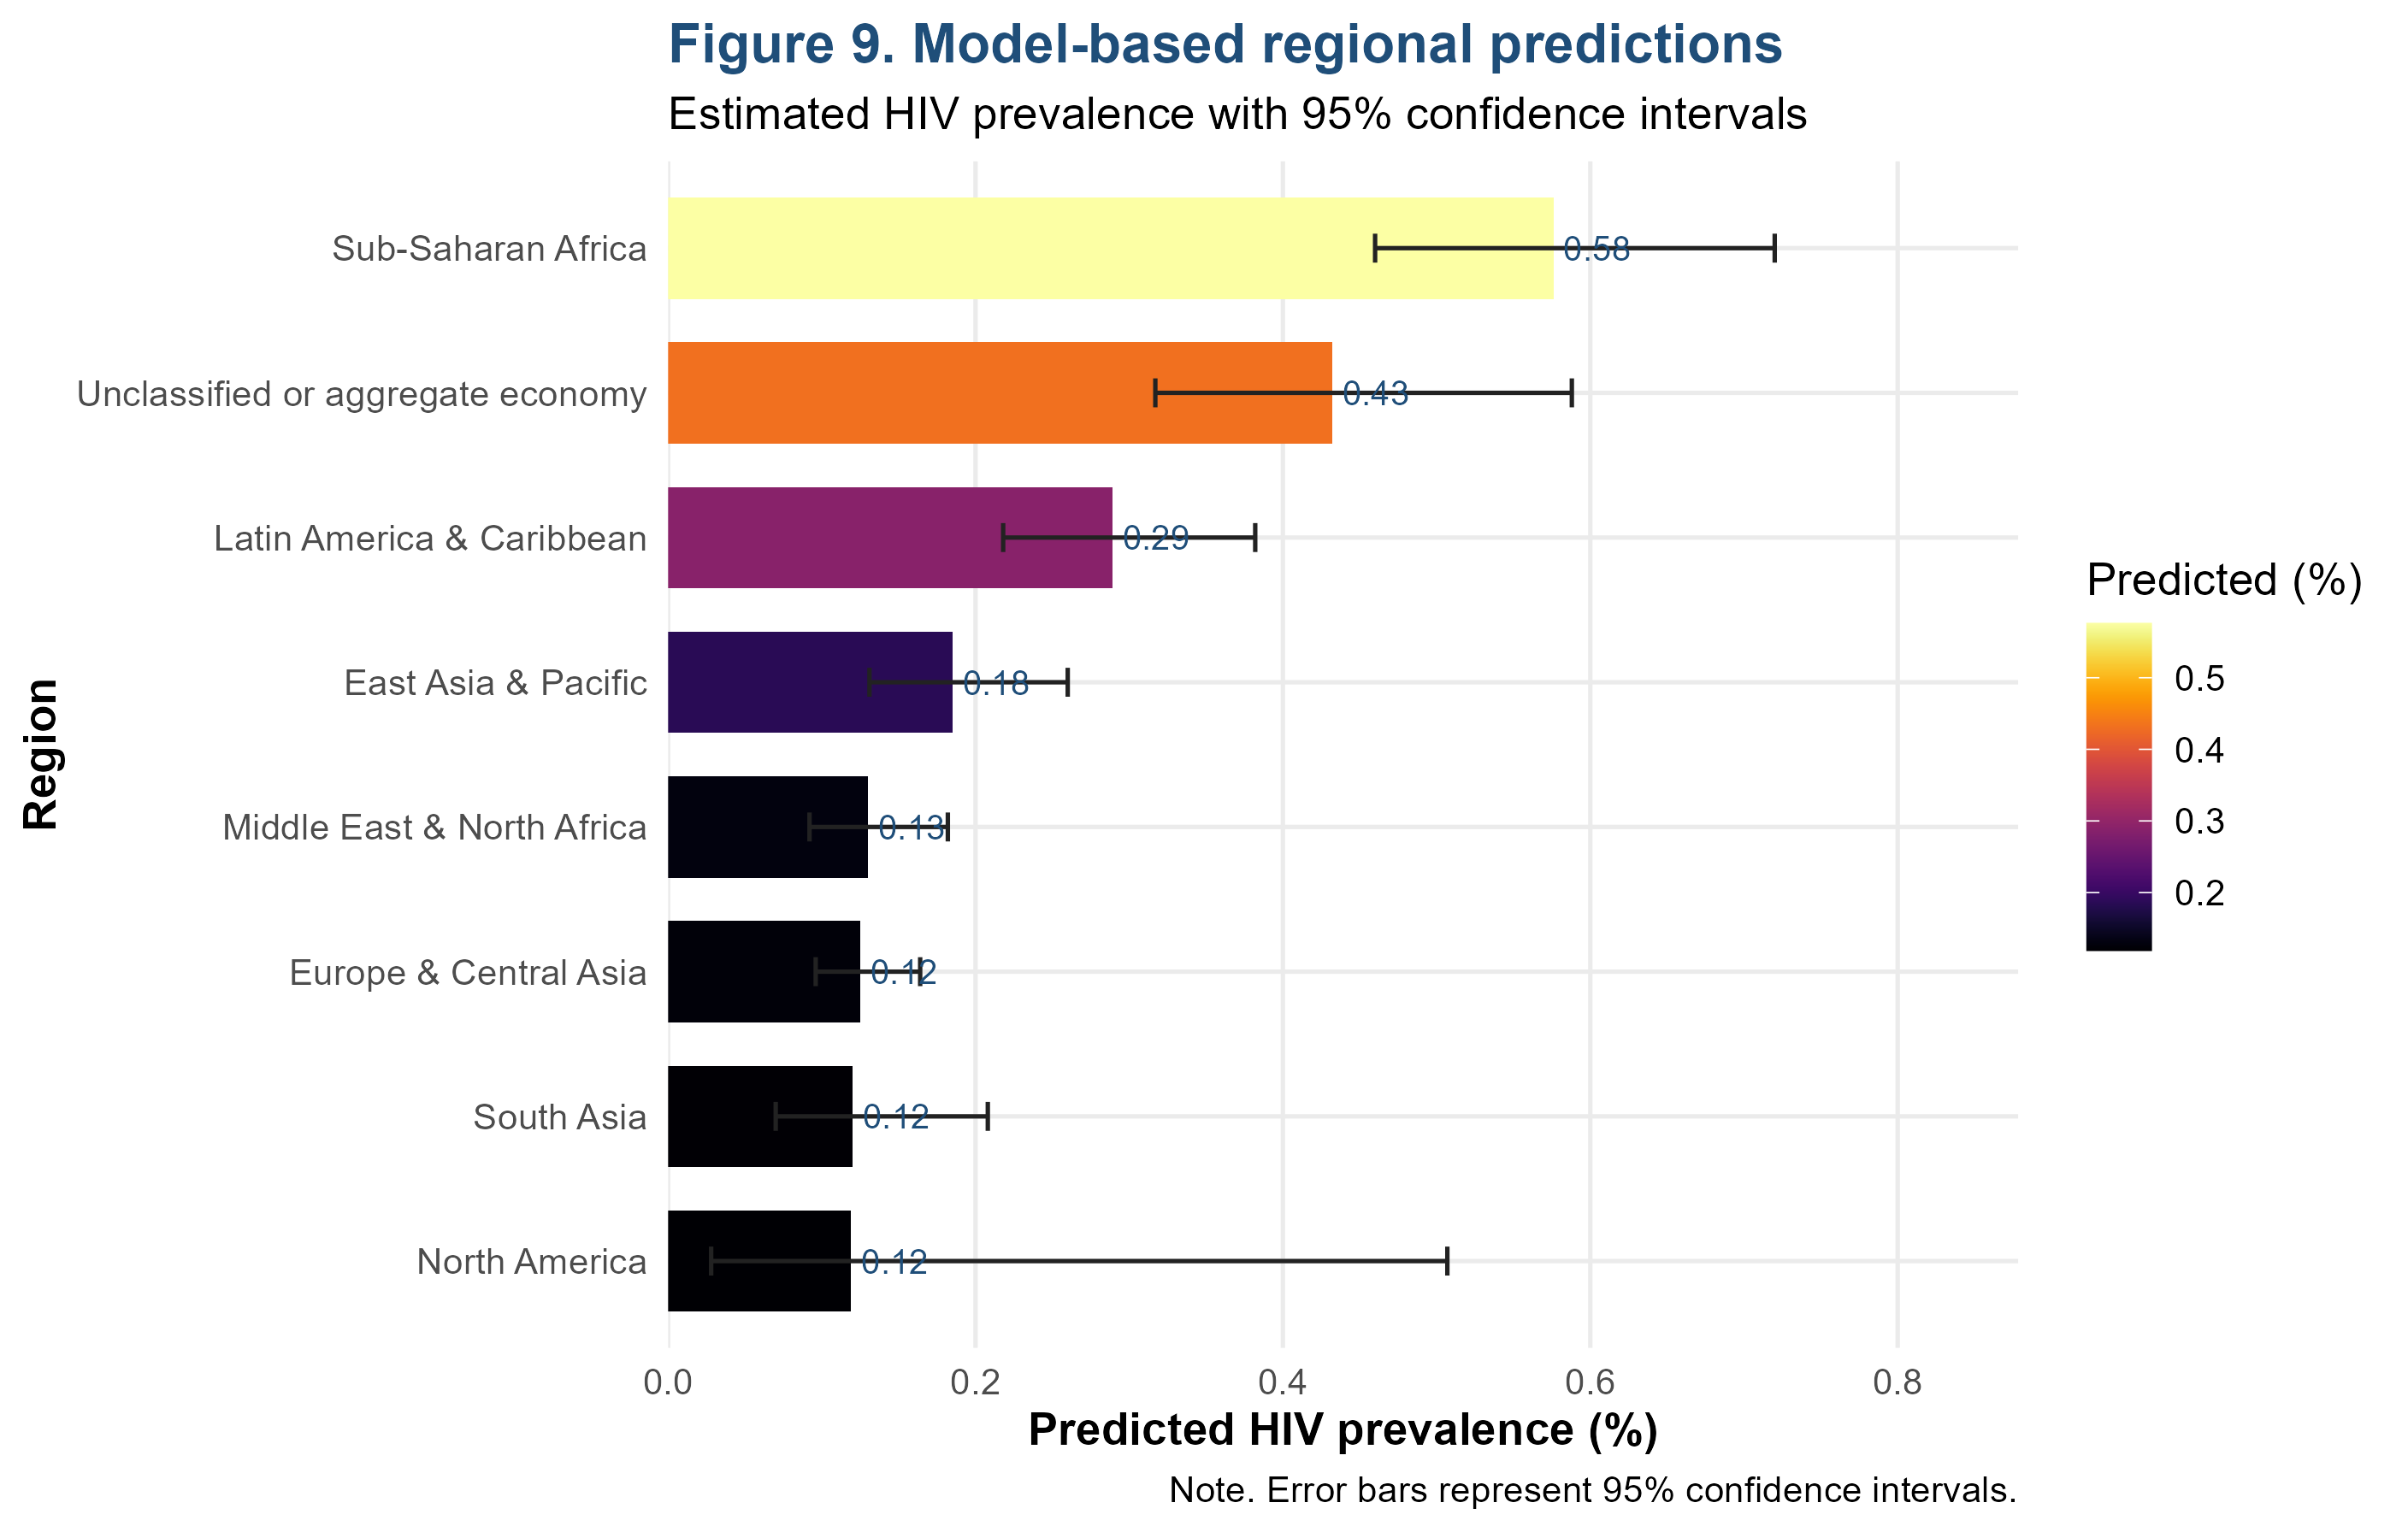 Figure 9. Model-based regional predictions
Estimated HIV prevalence with 95% confidence intervals
Region
Sub-Saharan Africa
0.58
Unclassified or aggregate economy
0.43
Latin America & Caribbean
0.29
East Asia & Pacific
0.18
Middle East & North Africa
0.13
Europe & Central Asia
0.12
South Asia
0.12
North America
0.12
0.0 0.2 0.4 0.6 0.8
Predicted HIV prevalence (%)
Note. Error bars represent 95% confidence intervals.
Predicted (%)
0.5
0.4
0.3
0.2